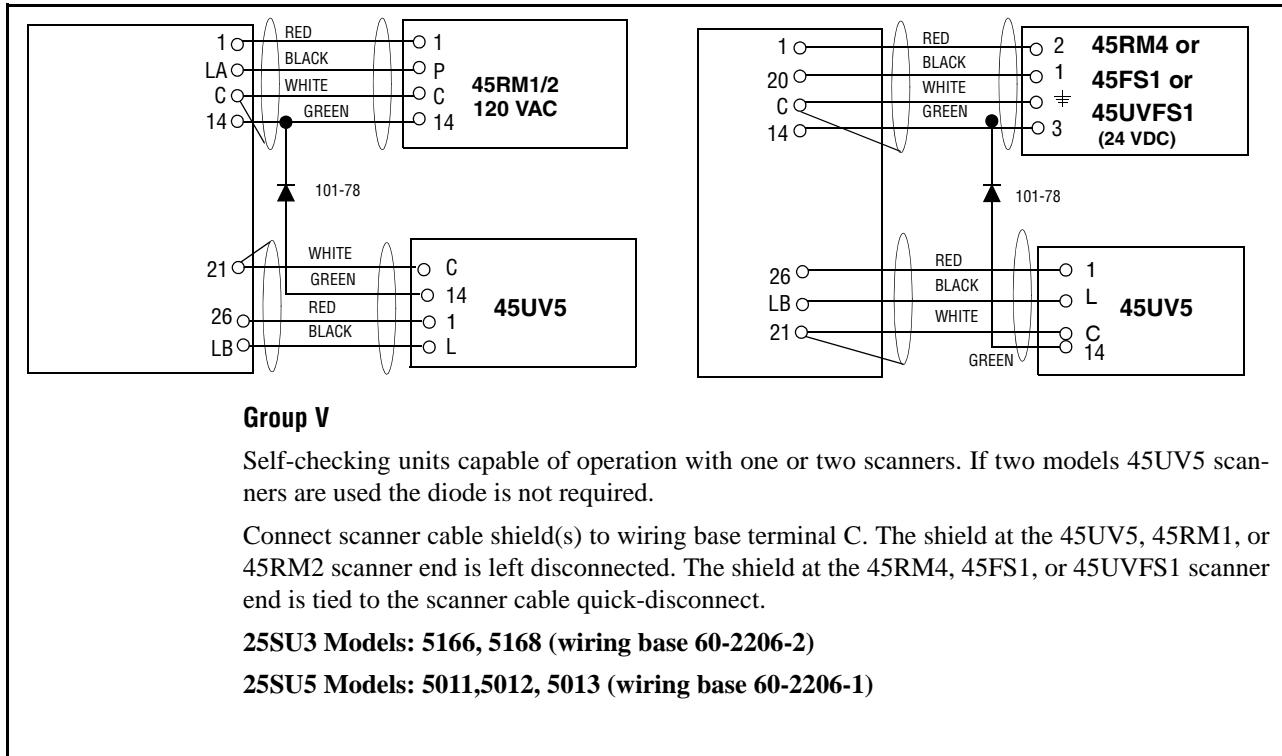 1 RED 1
LA BLACK P
C WHITE C
14 GREEN 14
45RM1/2
120 VAC
101-78
21 WHITE C
GREEN 14
26 RED 1
LB BLACK L
45UV5
1 RED 2
20 BLACK 1
C WHITE
14 GREEN 3
45RM4 or
45FS1 or
45UVFS1
(24 VDC)
101-78
26 RED 1
LB BLACK L
21 WHITE C
GREEN 14
45UV5
Group V
Self-checking units capable of operation with one or two scanners. If two models 45UV5 scan-
ners are used the diode is not required.
Connect scanner cable shield(s) to wiring base terminal C. The shield at the 45UV5, 45RM1, or
45RM2 scanner end is left disconnected. The shield at the 45RM4, 45FS1, or 45UVFS1 scanner
end is tied to the scanner cable quick-disconnect.
25SU3 Models: 5166, 5168 (wiring base 60-2206-2)
25SU5 Models: 5011,5012, 5013 (wiring base 60-2206-1)